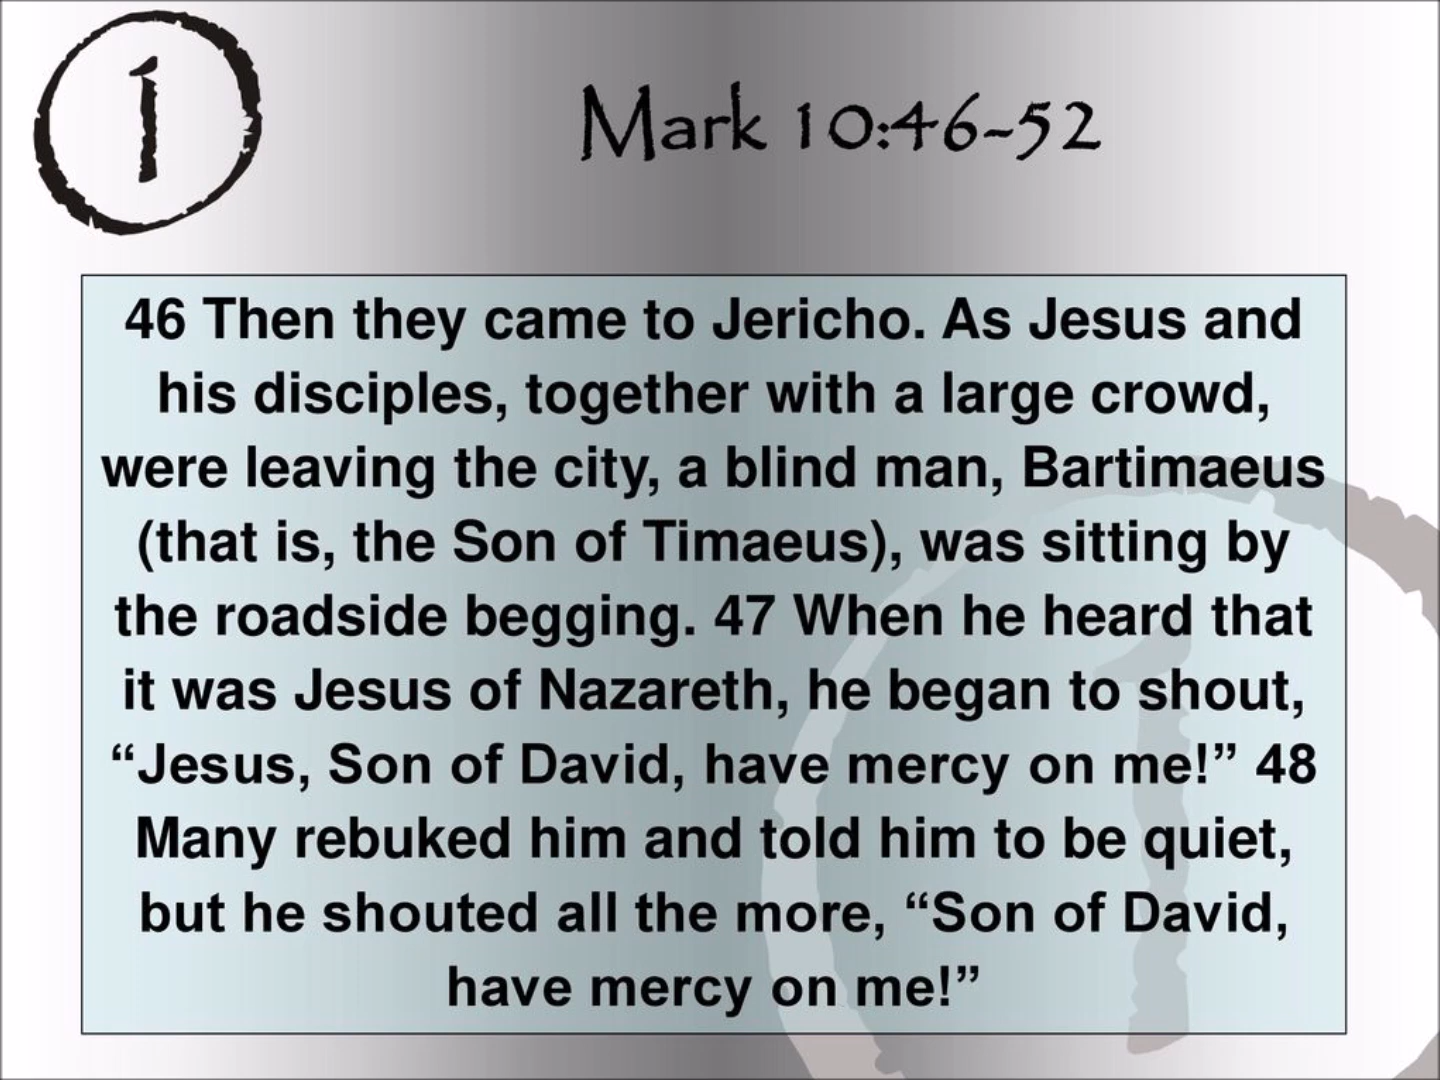 1
Mark 10:46-52
46 Then they came to Jericho. As Jesus and
his disciples, together with a large crowd,
were leaving the city, a blind man, Bartimaeus
(that is, the Son of Timaeus), was sitting by
the roadside begging. 47 When he heard that
it was Jesus of Nazareth, he began to shout,
“Jesus, Son of David, have mercy on me!” 48
Many rebuked him and told him to be quiet,
but he shouted all the more, “Son of David,
have mercy on me!”